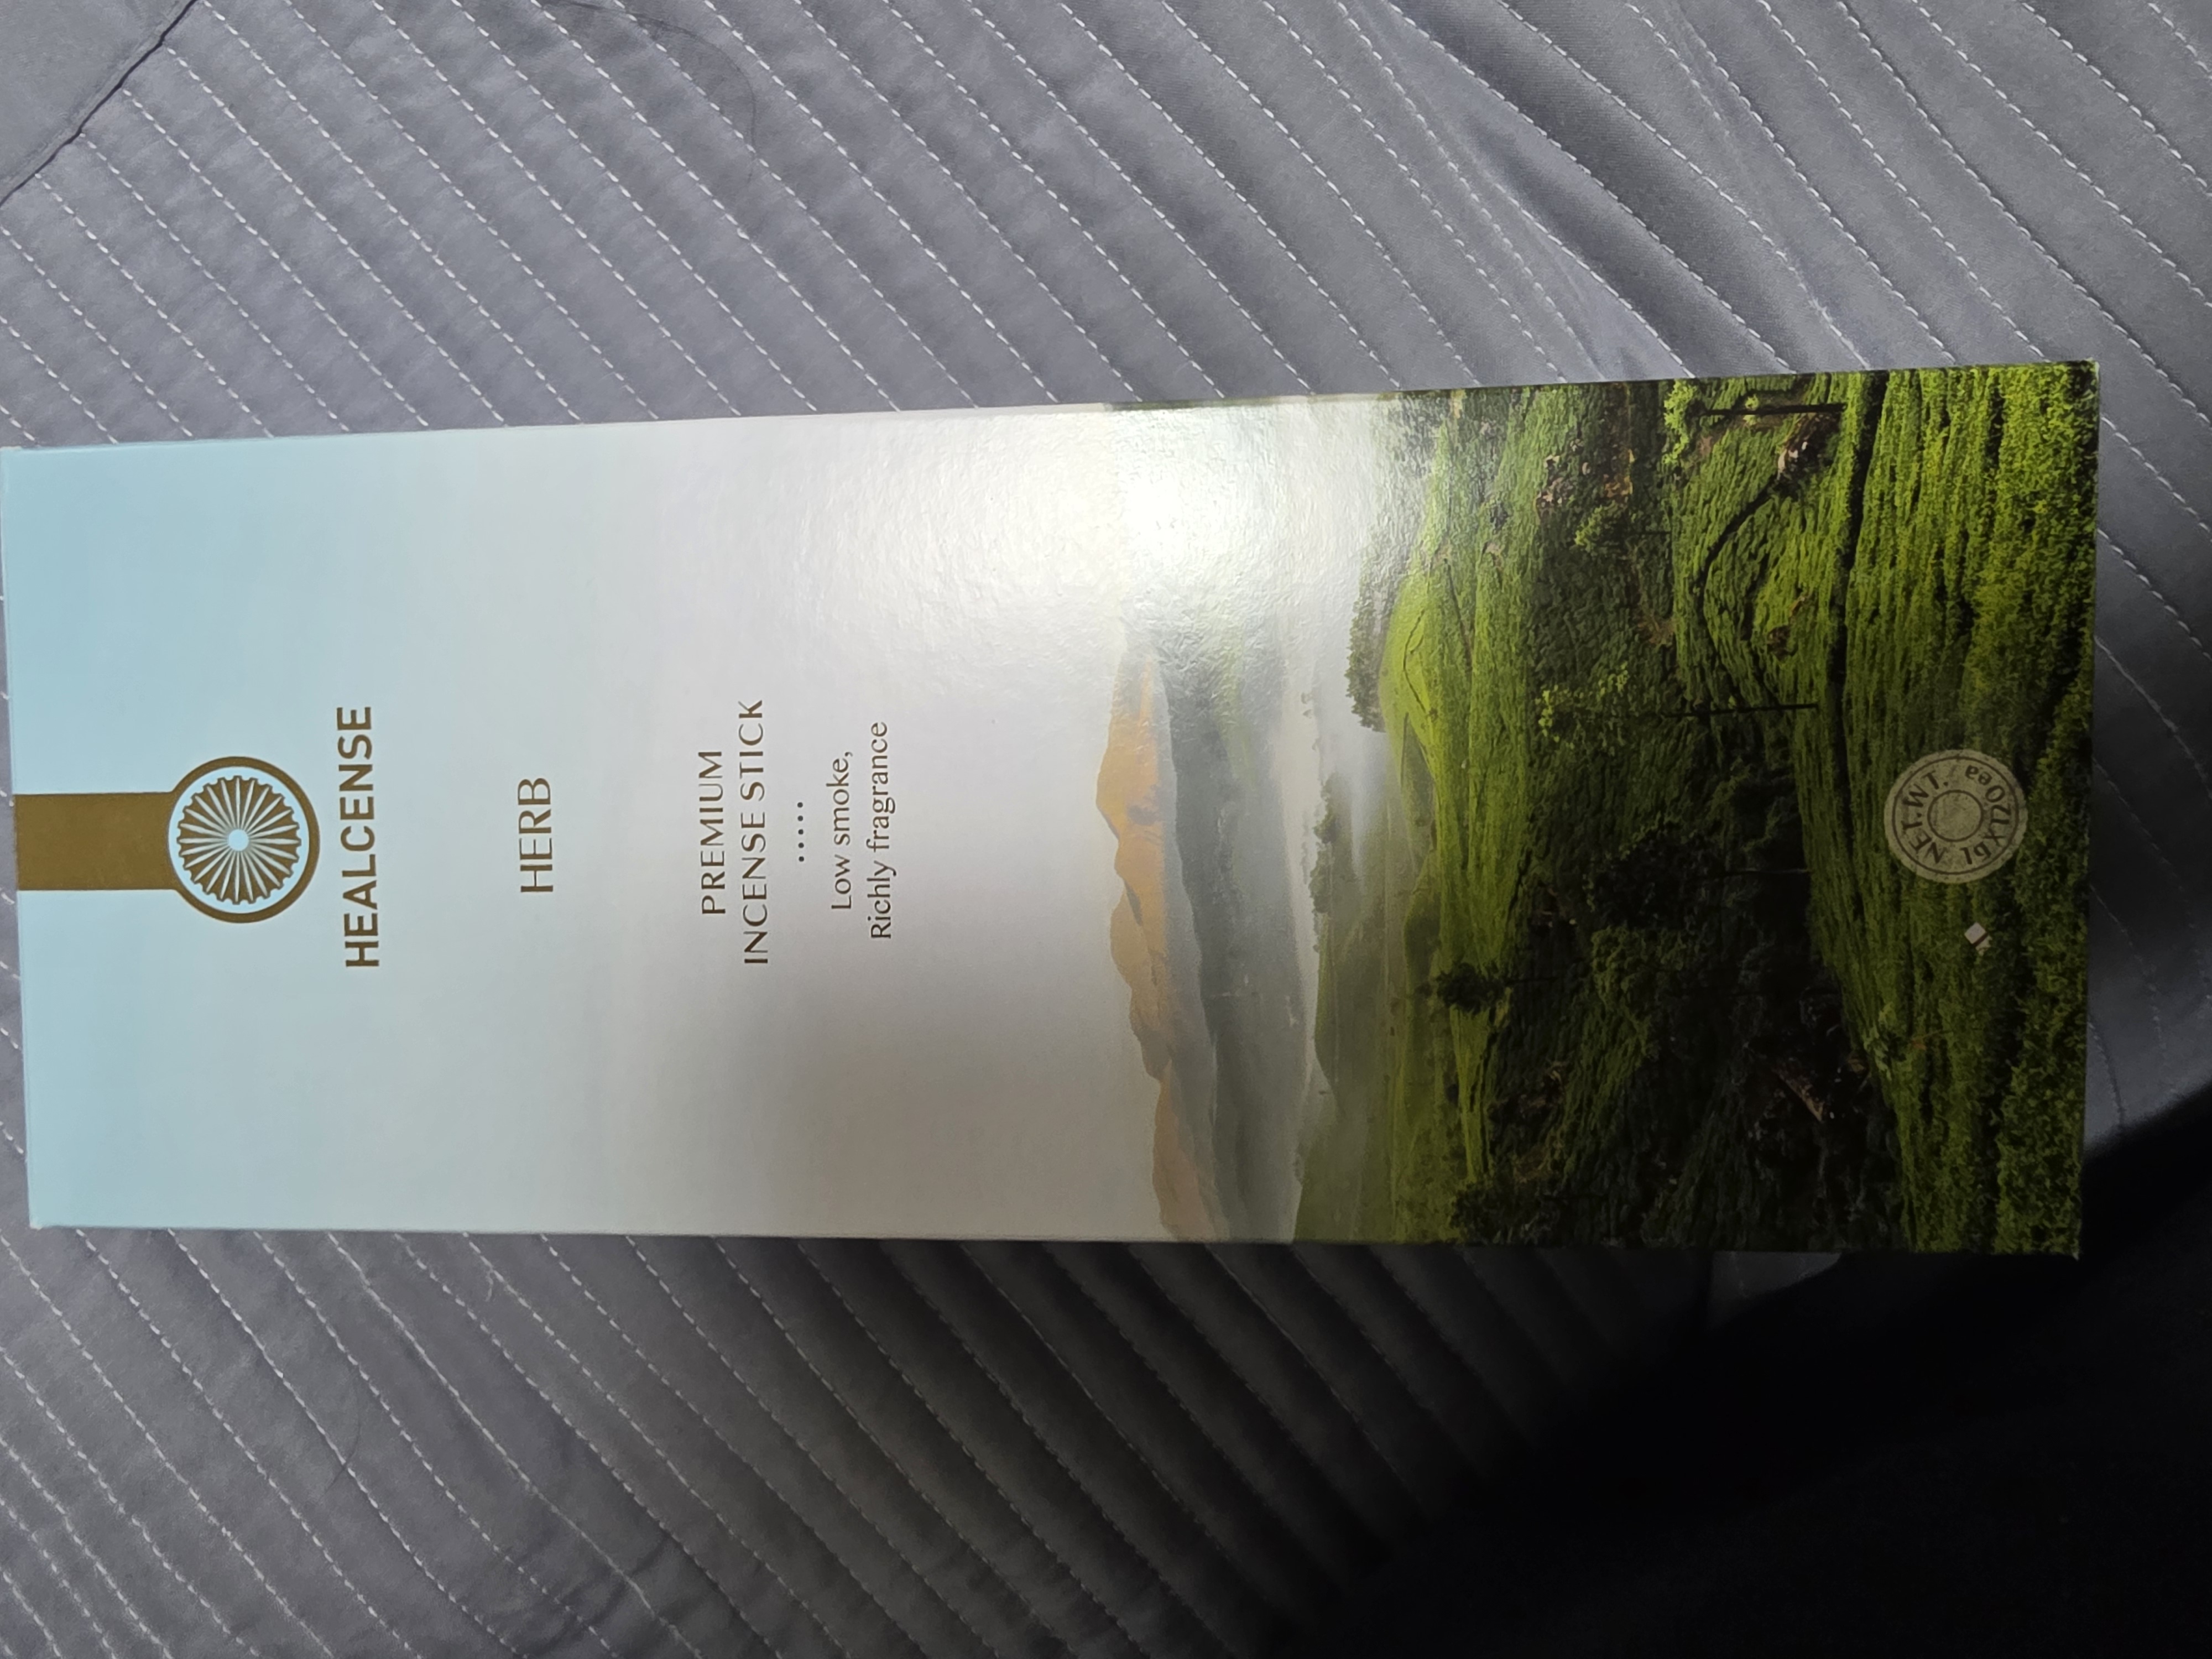 HEALCENSE
HERB
PREMIUM
INCENSE STICK
Low smoke,
Richly fragrance